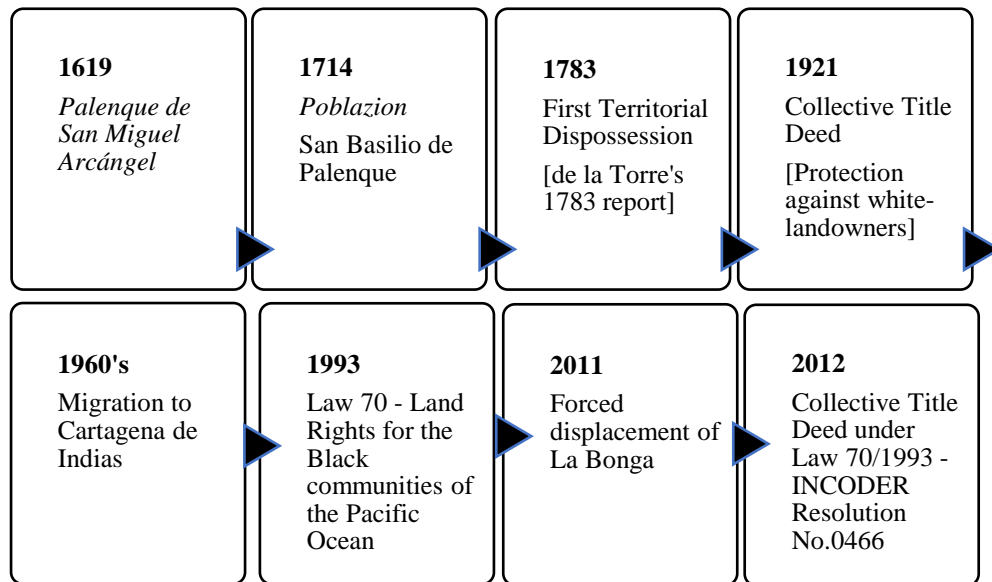 1619
Palenque de
San Miguel
Arcángel
1714
Poblazion
San Basilio de
Palenque
1783
First Territorial
Dispossession
[de la Torre's
1783 report]
1921
Collective Title
Deed
[Protection
against white-
landowners]
1960's
Migration to
Cartagena de
Indias
1993
Law 70 - Land
Rights for the
Black
communities of
the Pacific
Ocean
2011
Forced
displacement of
La Bonga
2012
Collective Title
Deed under
Law 70/1993 -
INCODER
Resolution
No.0466